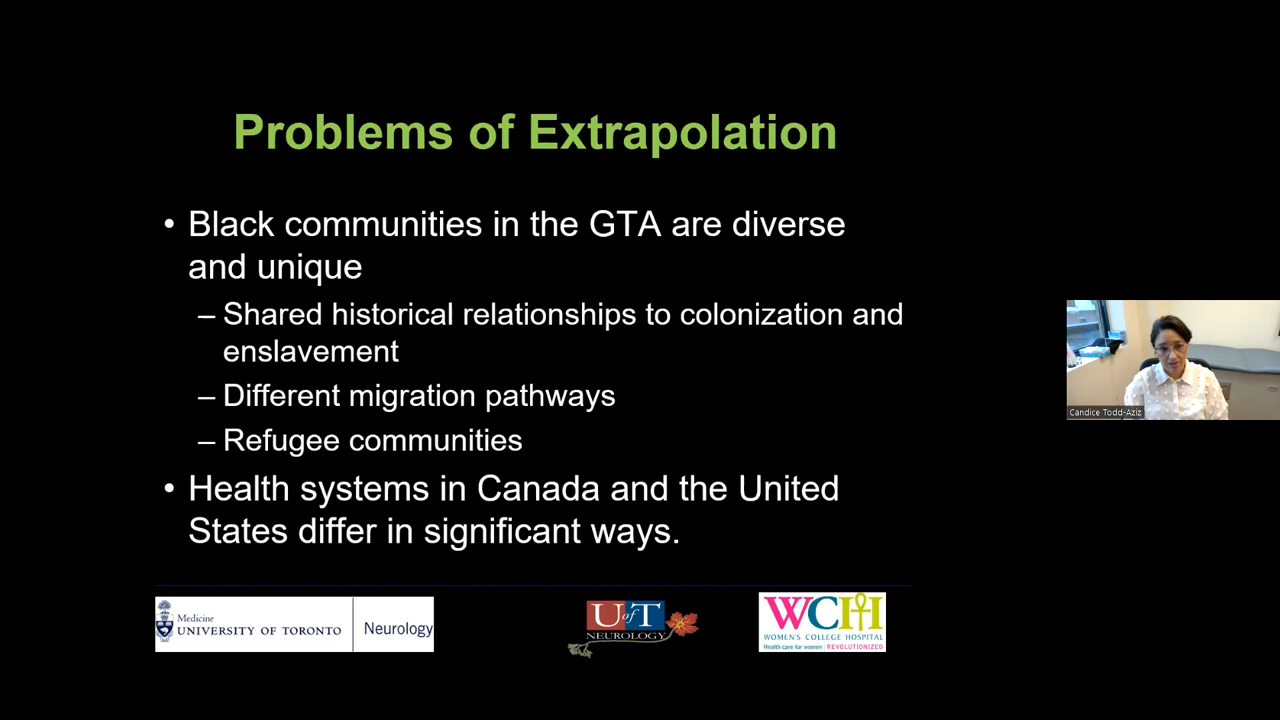 Problems of Extrapolation
• Black communities in the GTA are diverse
and unique
– Shared historical relationships to colonization and
enslavement
– Different migration pathways
– Refugee communities
• Health systems in Canada and the United
States differ in significant ways.
Candice Todd-Aziz
Medicine
UNIVERSITY OF TORONTO
Neurology
UofT
NEUROLOGY
WCH
WOMEN'S COLLEGE HOSPITAL
Health care for women | REVOLUTIONIZED